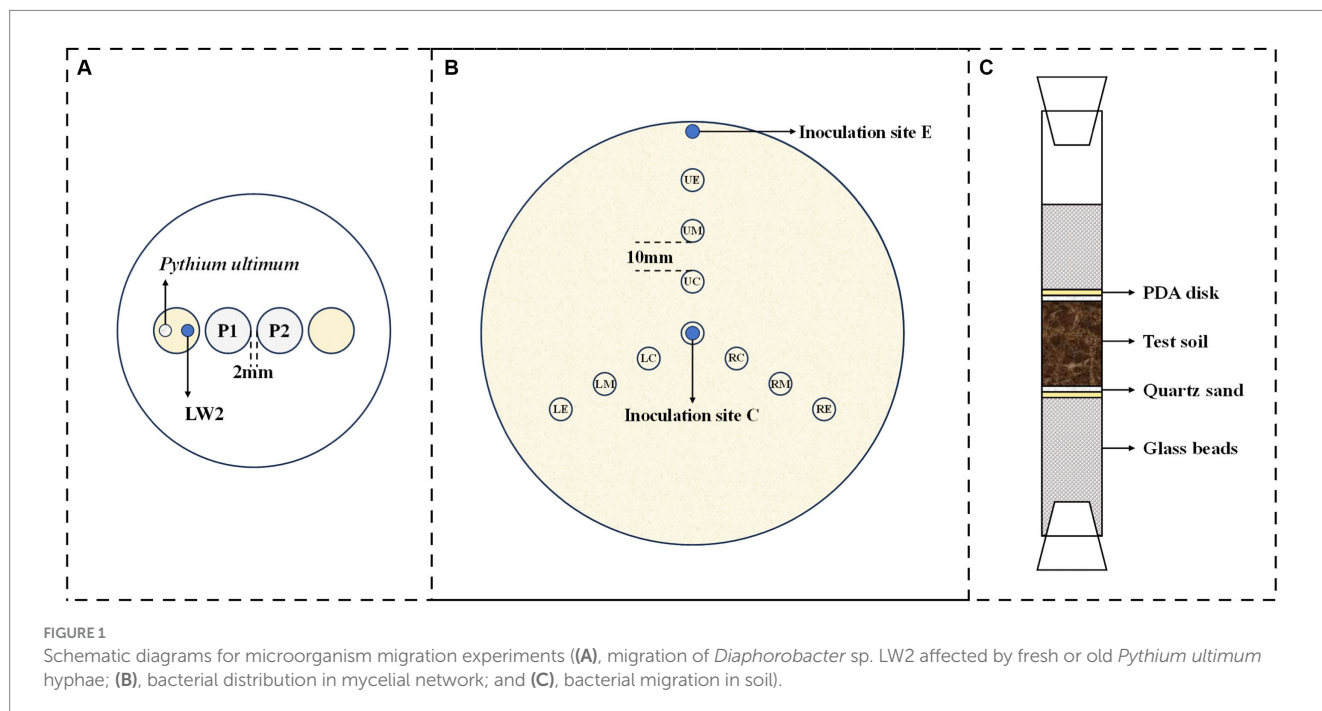 A
Pythium ultimum
P1
P2
2mm
LW2
B
Inoculation site E
UE
UM
10mm
UC
LC
RC
LM
RM
LE
RE
Inoculation site C
C
PDA disk
Test soil
Quartz sand
Glass beads
FIGURE 1
Schematic diagrams for microorganism migration experiments ((A), migration of Diaphorobacter sp. LW2 affected by fresh or old Pythium ultimum
hyphae; (B), bacterial distribution in mycelial network; and (C), bacterial migration in soil).